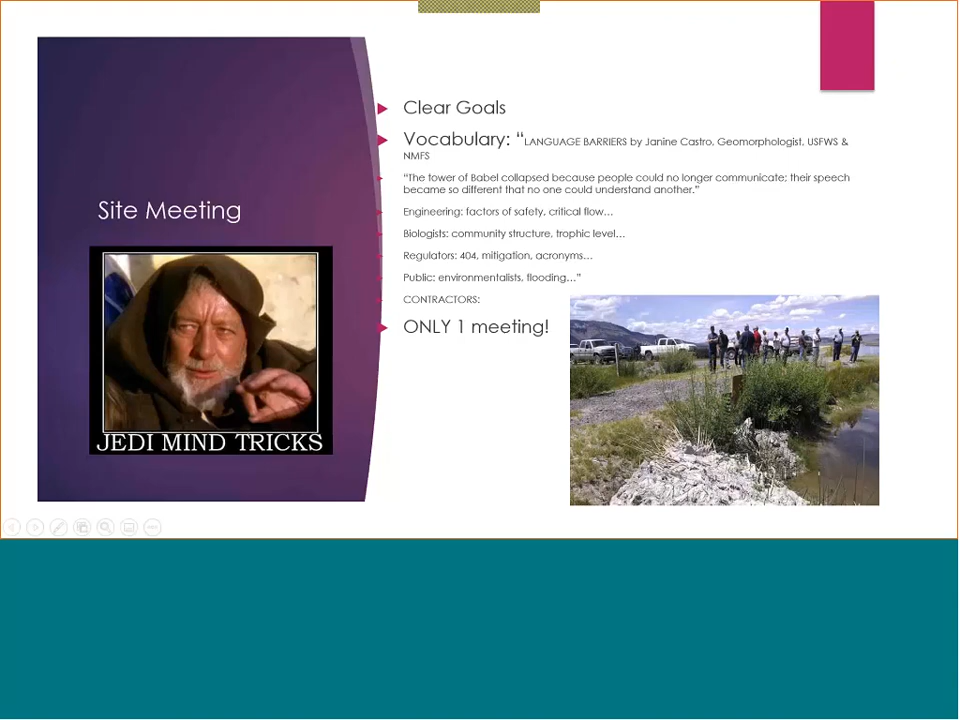 Site Meeting
JEDI MIND TRICKS
Clear Goals
Vocabulary: “LANGUAGE BARRIERS by Janine Castro, Geomorphologist, USFWS &
NMFS
“The tower of Babel collapsed because people could no longer communicate; their speech
became so different that no one could understand another.”
Engineering: factors of safety, critical flow…
Biologists: community structure, trophic level…
Regulators: 404, mitigation, acronyms…
Public: environmentalists, flooding…”
CONTRACTORS:
ONLY 1 meeting!